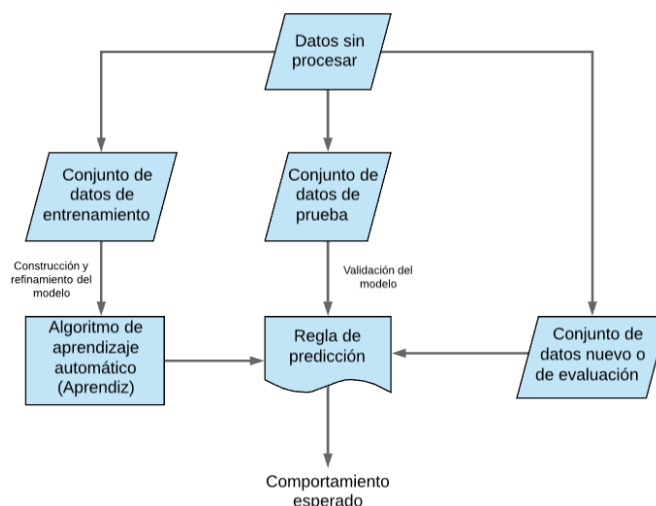 Datos sin
procesar
Conjunto de
datos de
entrenamiento
Conjunto de
datos de
prueba
Construcción y
refinamiento del
modelo
Validación del
modelo
Algoritmo de
aprendizaje
automático
(Aprendiz)
Regla de
predicción
Conjunto de
datos nuevo o
de evaluación
Comportamiento
esperado